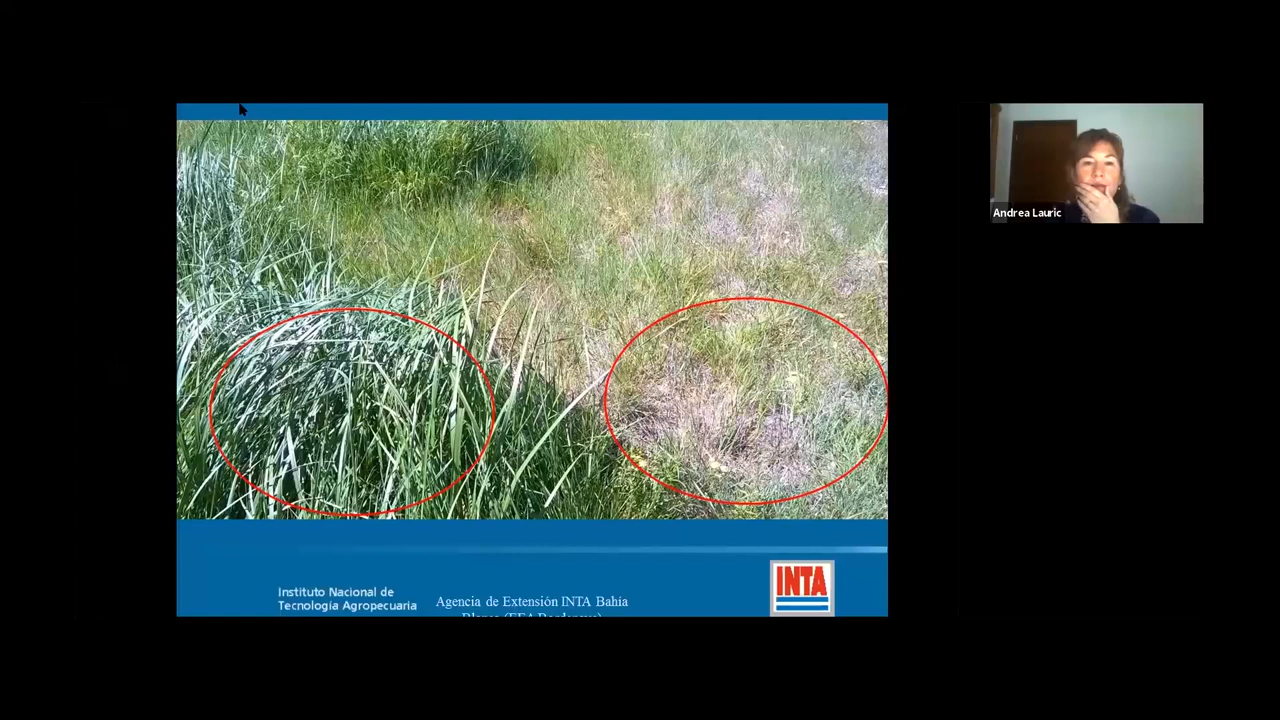 Andrea Lauric
Instituto Nacional de
Tecnología Agropecuaria
Agencia de Extensión INTA Bahía
INTA